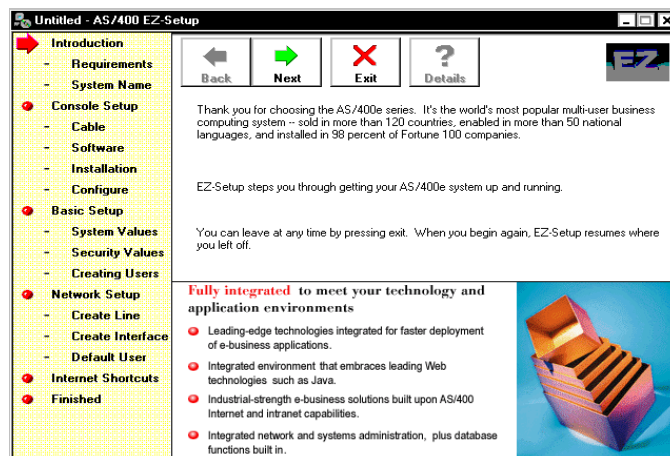 Untitled - AS/400 EZ-Setup
Introduction
- Requirements
- System Name
Console Setup
- Cable
- Software
- Installation
- Configure
Basic Setup
- System Values
- Security Values
- Creating Users
Network Setup
- Create Line
- Create Interface
- Default User
Internet Shortcuts
Finished
Back
Next
Exit
?
Details
EZ
Thank you for choosing the AS/400e series. It's the world's most popular multi-user business
computing system -- sold in more than 120 countries, enabled in more than 50 national
languages, and installed in 98 percent of Fortune 100 companies.
EZ-Setup steps you through getting your AS/400e system up and running.
You can leave at any time by pressing exit. When you begin again, EZ-Setup resumes where
you left off.
Fully integrated to meet your technology and
application environments
Leading-edge technologies integrated for faster deployment
of e-business applications.
Integrated environment that embraces leading Web
technologies such as Java.
Industrial-strength e-business solutions built upon AS/400
Internet and intranet capabilities.
Integrated network and systems administration, plus database
functions built in.